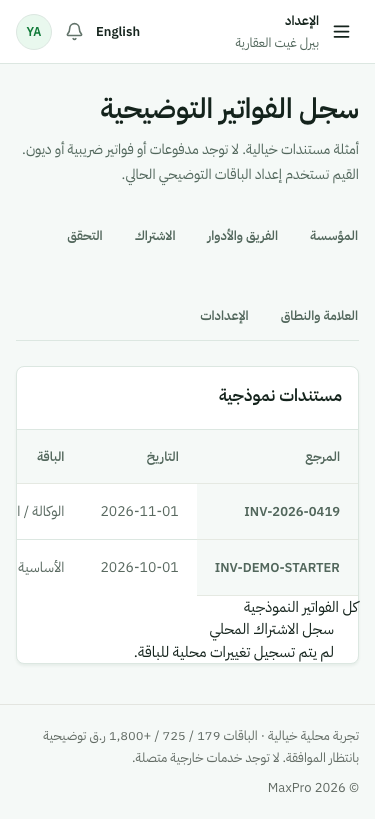 الإعداد
بيرل غيت العقارية
English
YA
سجل الفواتير التوضيحية
أمثلة مستندات خيالية. لا توجد مدفوعات أو فواتير ضريبية أو ديون.
القيم تستخدم إعداد الباقات التوضيحي الحالي.
المؤسسة الفريق والأدوار الاشتراك التحقق
العلامة والنطاق الإعدادات
مستندات نموذجية
المرجع التاريخ الباقة
INV-2026-0419 2026-11-01 الوكالة /
INV-DEMO-STARTER 2026-10-01 الأساسية
كل الفواتير النموذجية
سجل الاشتراك المحلي
لم يتم تسجيل تغييرات محلية للباقة.
تجربة محلية خيالية · الباقات 179 / 725 / +1,800 ر.ق توضيحية
بانتظار الموافقة. لا توجد خدمات خارجية متصلة.
© 2026 MaxPro